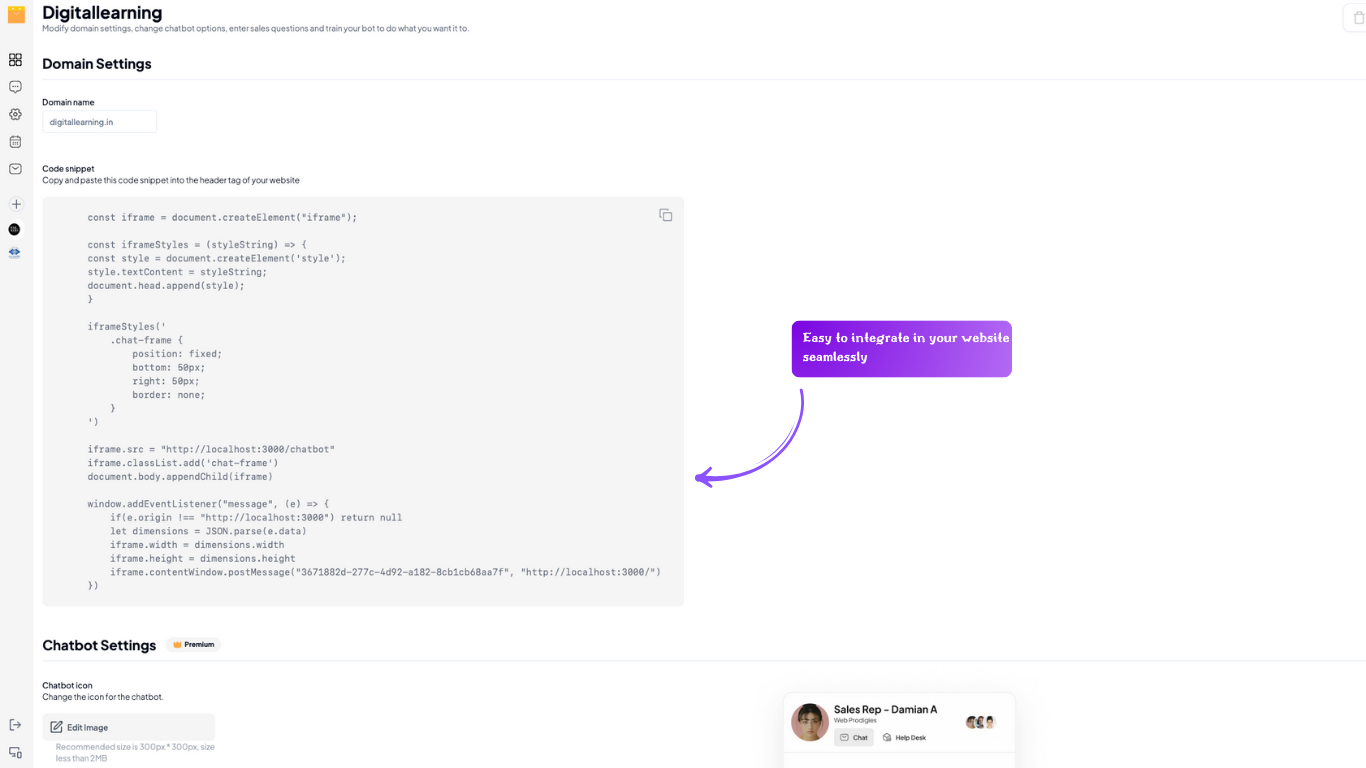 Digitallearning
Modify domain settings, change chatbot options, enter sales questions and train your bot to do what you want it to.
Domain Settings
Domain name
digitallearning.in
Code snippet
Copy and paste this code snippet into the header tag of your website
const iframe = document.createElement("iframe");
const iframeStyles = (styleString) => {
const style = document.createElement('style');
style.textContent = styleString;
document.head.append(style);
}
iframeStyles('
.chat-frame {
position: fixed;
bottom: 50px;
right: 50px;
border: none;
}
')
iframe.src = "http://localhost:3000/chatbot"
iframe.classList.add('chat-frame')
document.body.appendChild(iframe)
window.addEventListener("message", (e) => {
if(e.origin !== "http://localhost:3000") return null
let dimensions = JSON.parse(e.data)
iframe.width = dimensions.width
iframe.height = dimensions.height
iframe.contentWindow.postMessage("3671882d-277c-4d92-a182-8cb1cb68aa7f", "http://localhost:3000/")
})
Easy to integrate in your website
seamlessly
Chatbot Settings Premium
Chatbot icon
Change the icon for the chatbot.
Edit Image
Recommended size is 300px * 300px, size
less than 2MB
Sales Rep - Damian A
Web Prodigies
Chat Help Desk